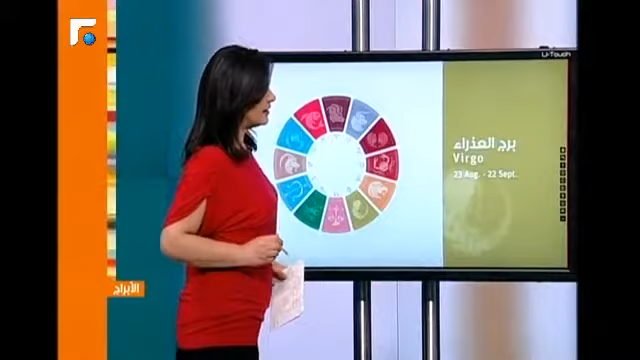 U-Touch
برج العذراء
Virgo
23 Aug. - 22 Sept.
الأبراج